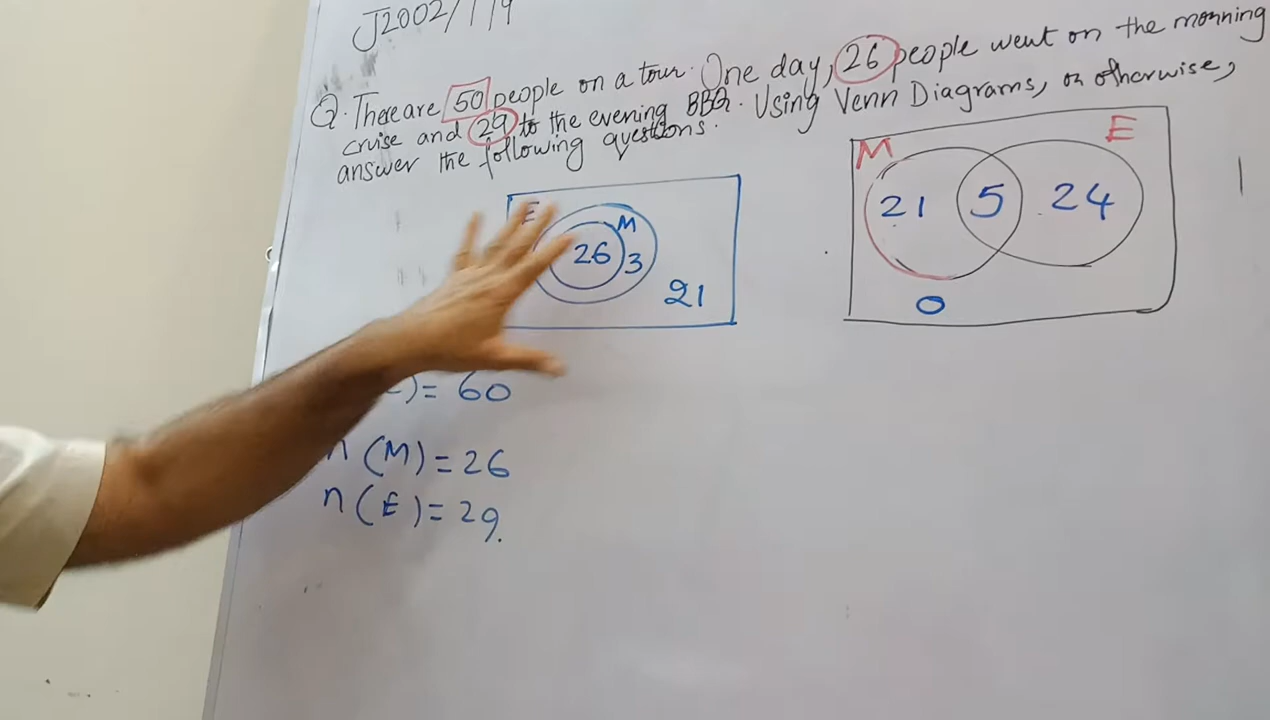 J2002/1/9
Q. There are 50 people on a tour. One day, 26 people went on the morning
cruise and 29 to the evening BBQ. Using Venn Diagrams, or otherwise,
answer the following questions.
E M
26 3
21
M E
21 5 24
0
)= 60
n (M) = 26
n (E) = 29.